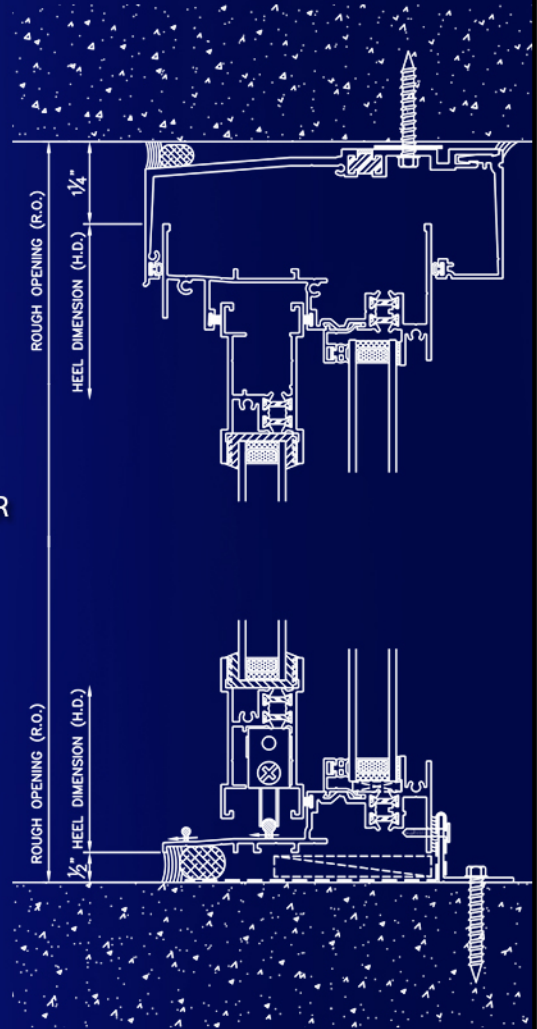 ROUGH OPENING (R.O.)
1¼"
HEEL DIMENSION (H.D.)
R
ROUGH OPENING (R.O.)
HEEL DIMENSION (H.D.)
½"